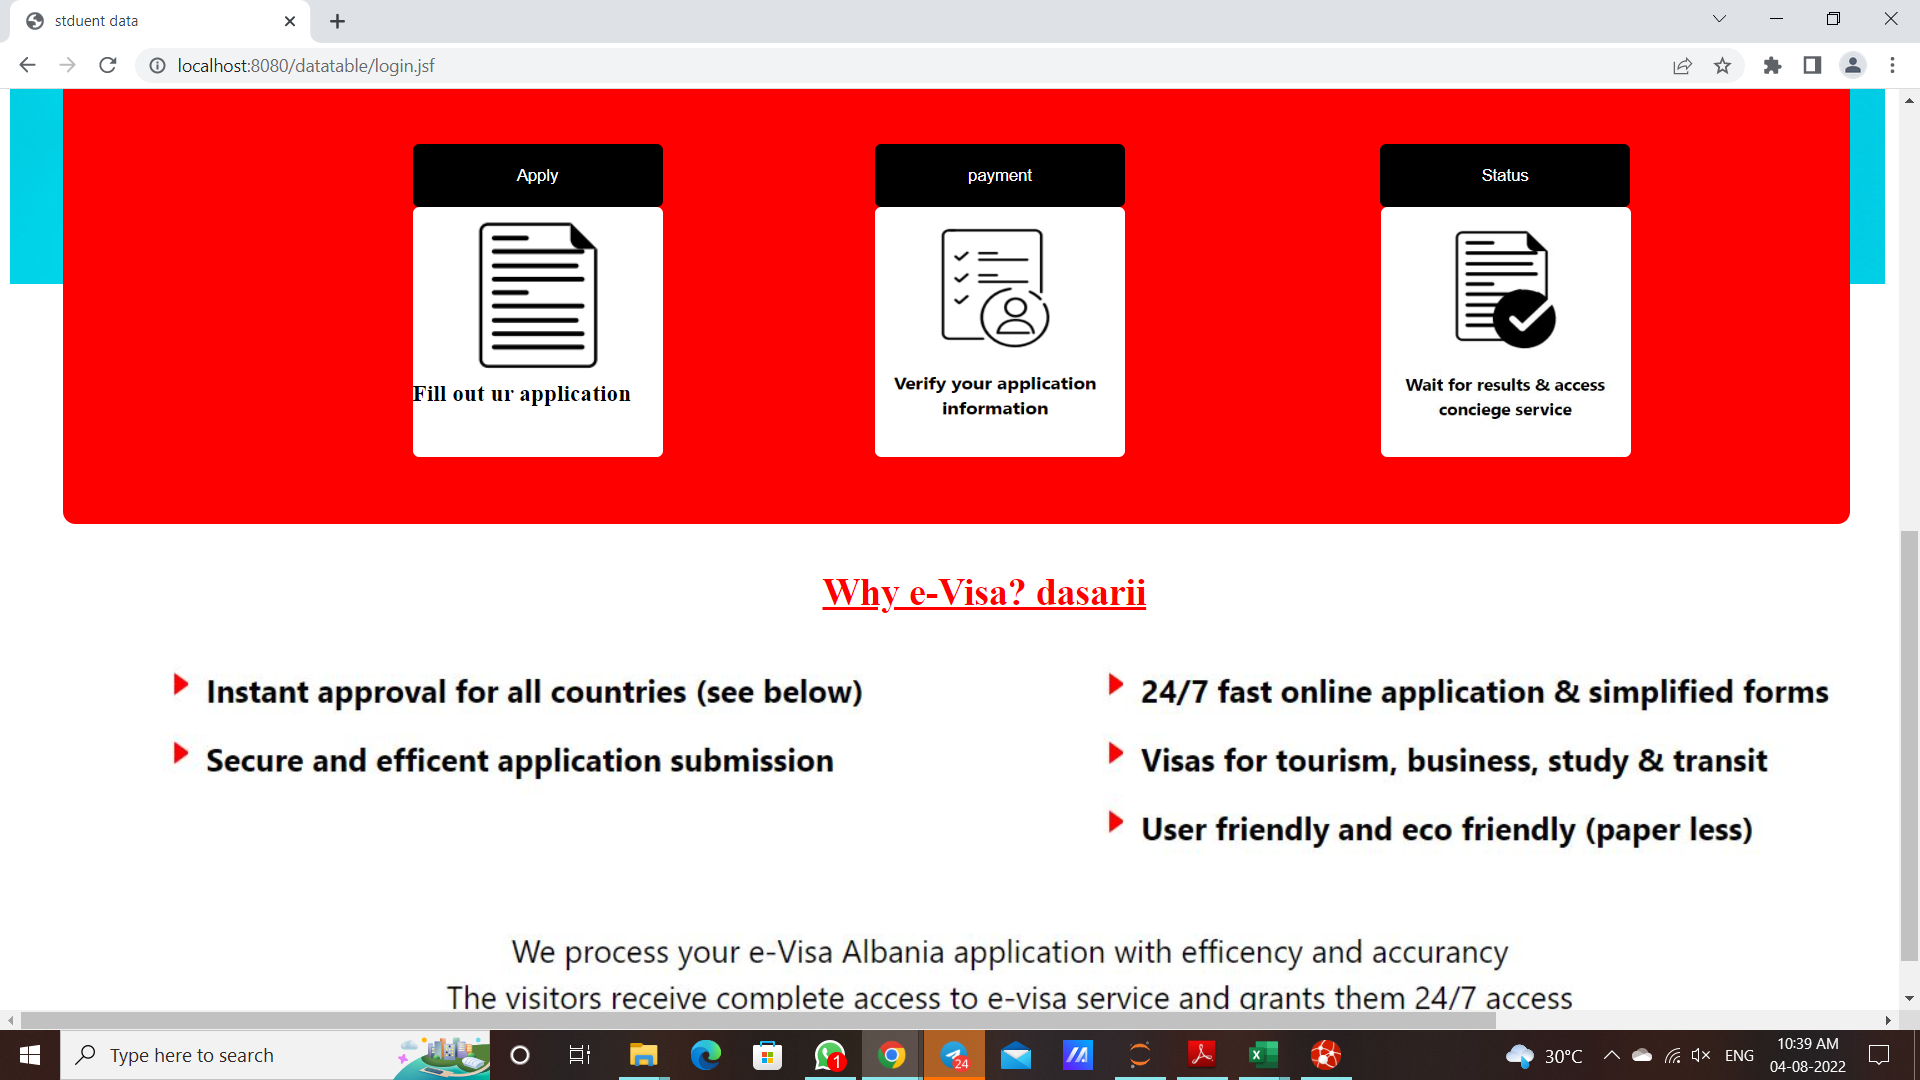 stduent data
localhost:8080/datatable/login.jsf
Apply
payment
Status
Fill out ur application
Verify your application
information
Wait for results & access
conciege service
Why e-Visa? dasarii
Instant approval for all countries (see below)
Secure and efficent application submission
24/7 fast online application & simplified forms
Visas for tourism, business, study & transit
User friendly and eco friendly (paper less)
We process your e-Visa Albania application with efficency and accurancy
The visitors receive complete access to e-visa service and grants them 24/7 access
Type here to search
1
24
30°C
ENG
10:39 AM
04-08-2022